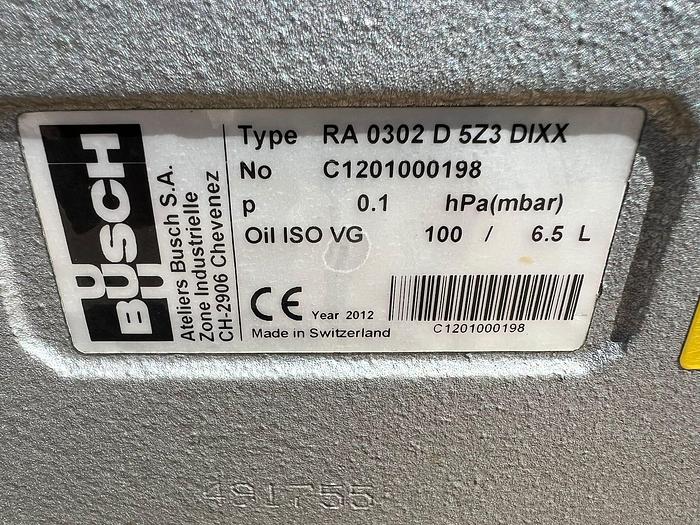 BUSCH
Ateliers Busch S.A.
Zone Industrielle
CH-2906 Chevenez
Type RA 0302 D 5Z3 DIXX
No C1201000198
p 0.1 hPa(mbar)
Oil ISO VG 100 / 6.5 L
CE Year 2012
Made in Switzerland
C1201000198
491755